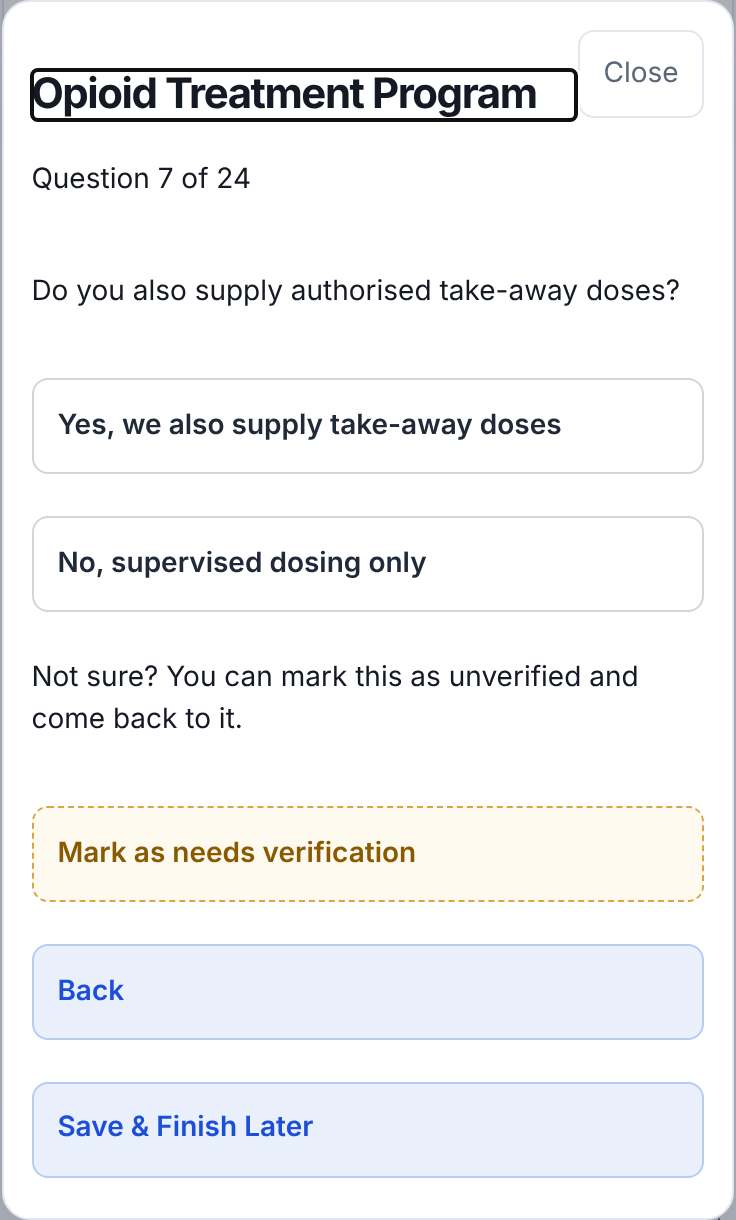 Opioid Treatment Program
Close
Question 7 of 24
Do you also supply authorised take-away doses?
Yes, we also supply take-away doses
No, supervised dosing only
Not sure? You can mark this as unverified and
come back to it.
Mark as needs verification
Back
Save & Finish Later